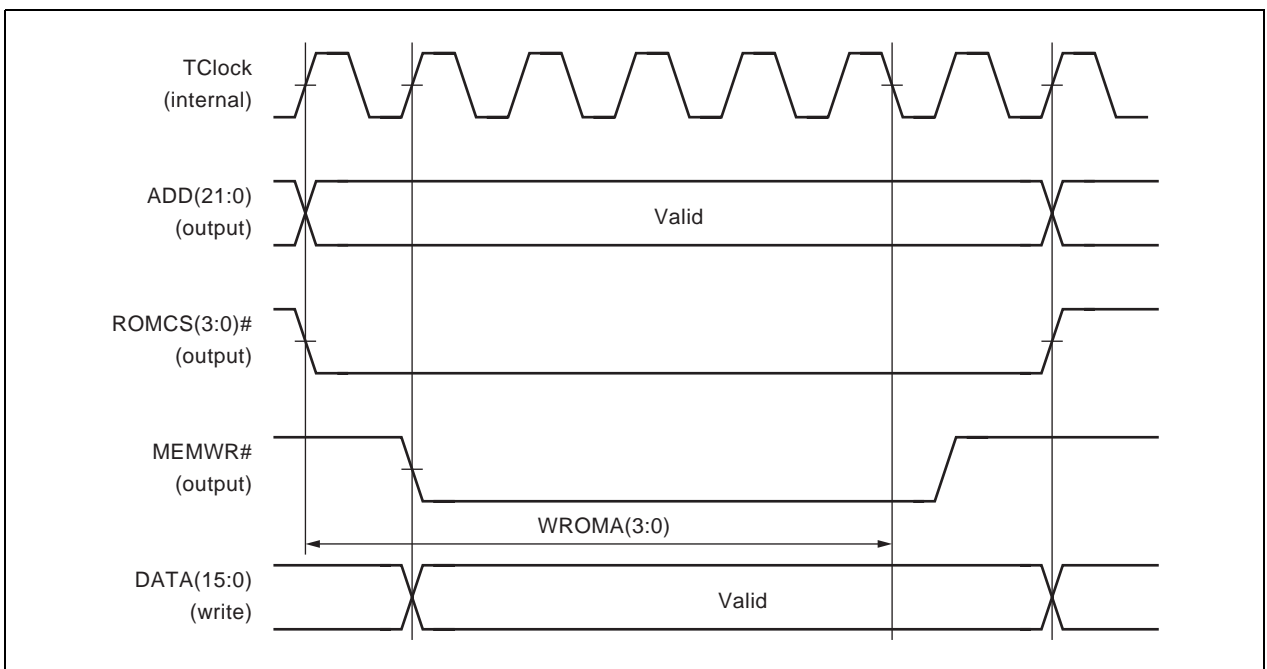 TClock
(internal)
ADD(21:0)
(output)
Valid
ROMCS(3:0)#
(output)
MEMWR#
(output)
WROMA(3:0)
DATA(15:0)
(write)
Valid